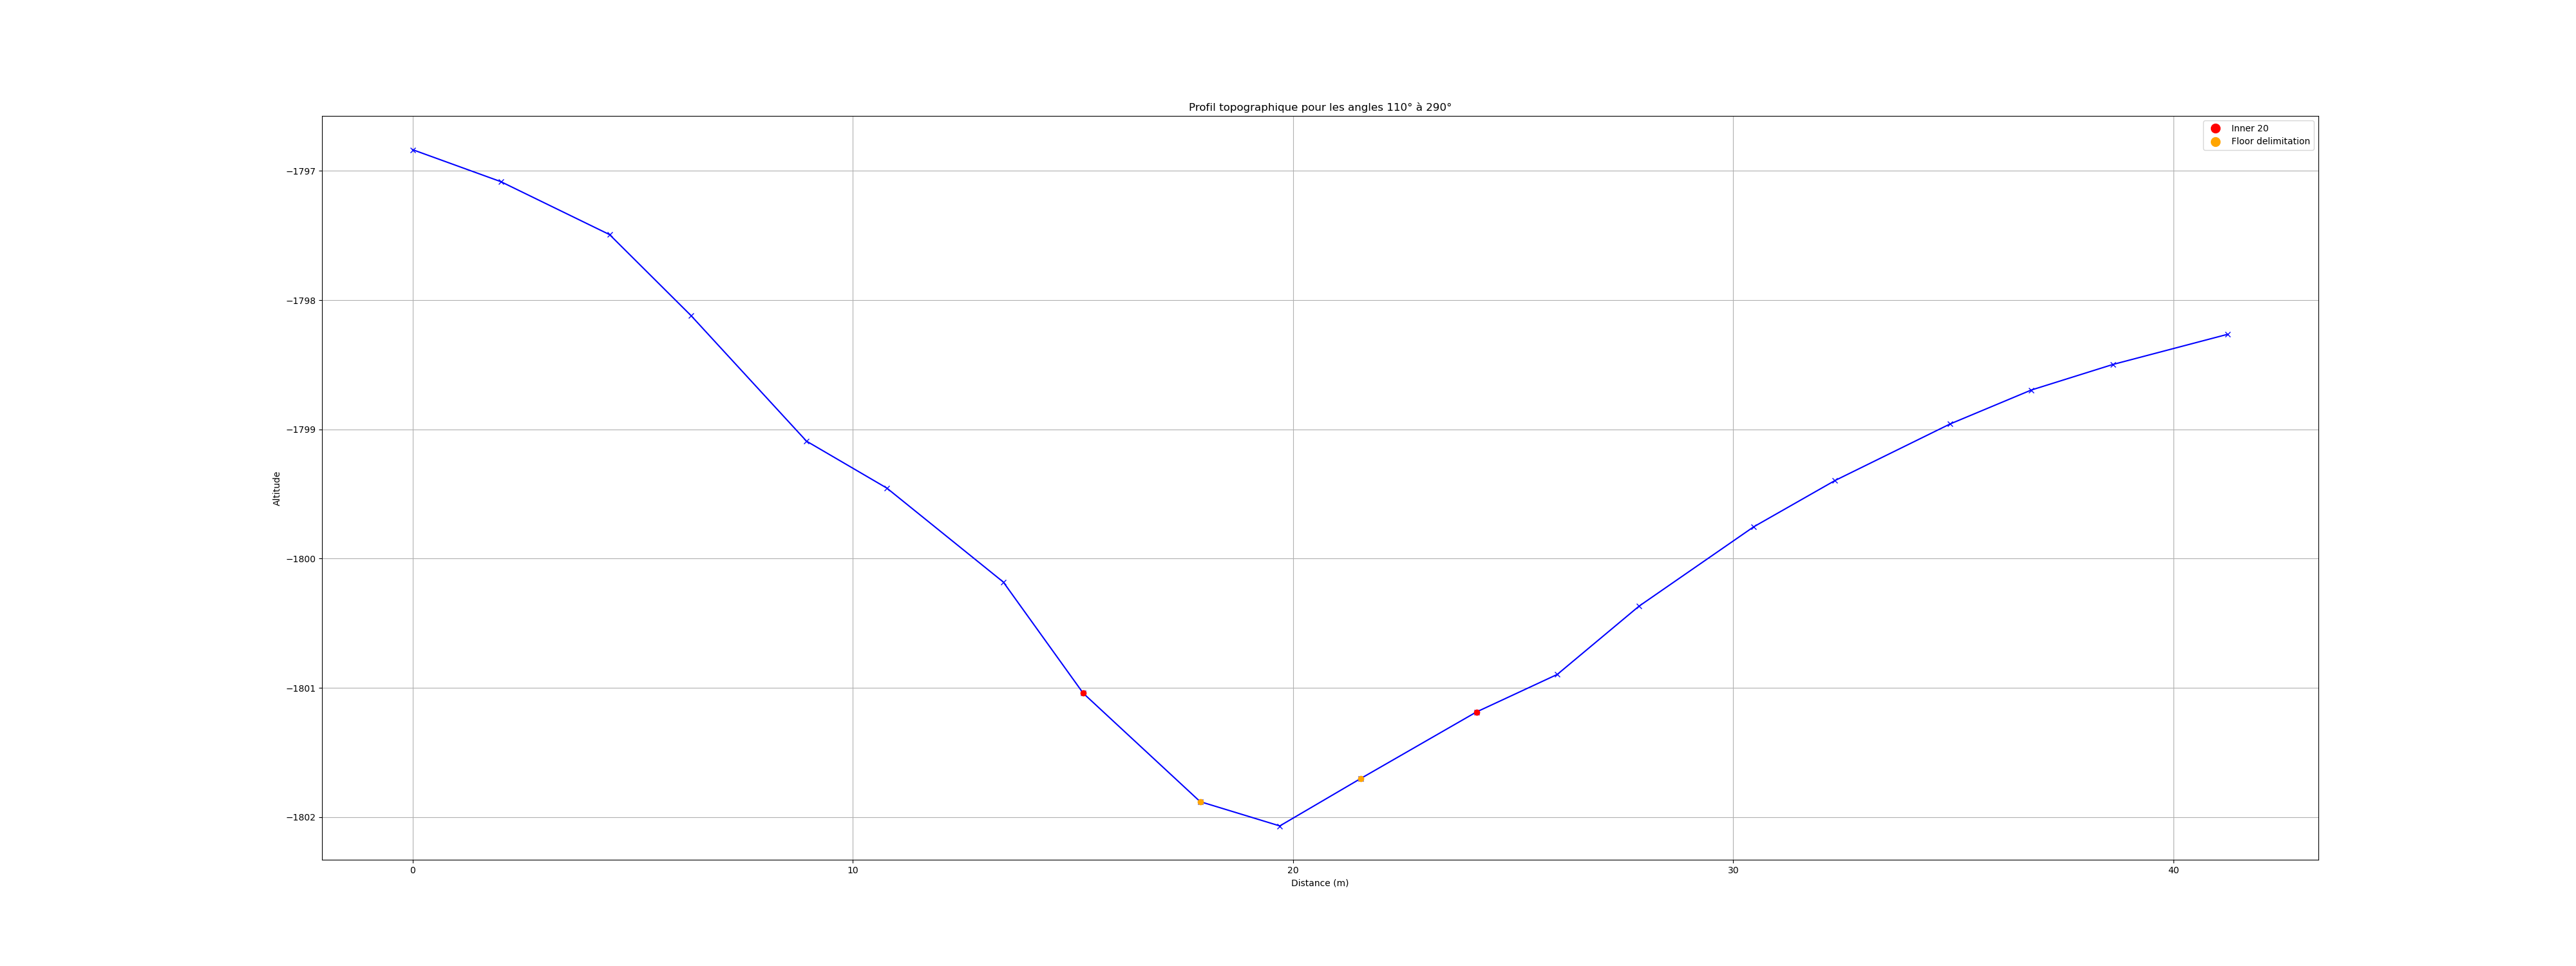 Profil topographique pour les angles 110° à 290°
Inner 20
Floor delimitation
−1797
−1798
−1799
−1800
−1801
−1802
Altitude
0
10
20
30
40
Distance (m)